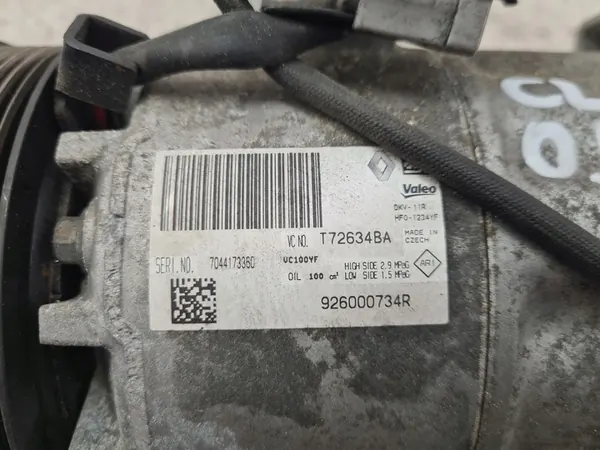 Valeo
DKV-11R
HFO-1234YF
VC NO. T72634BA
MADE IN CZECH
SERI.NO. 7044173360
VC100YF
OIL 100 cm³
HIGH SIDE 2.9 MPaG
LOW SIDE 1.5 MPaG
AR1
926000734R